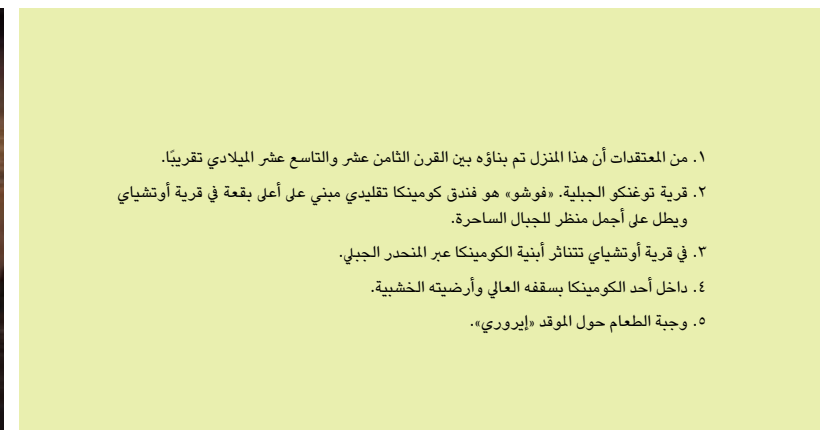 ١. من المعتقدات أن هذا المنزل تم بناؤه بين القرن الثامن عشر والتاسع عشر الميلادي تقريبًا.
٢. قرية توغنكو الجبلية. «فوشو» هو فندق كومينكا تقليدي مبني على أعلى بقعة في قرية أوتشياي
ويطل على أجمل منظر للجبال الساحرة.
٣. في قرية أوتشياي تتناثر أبنية الكومينكا عبر المنحدر الجبلي.
٤. داخل أحد الكومينكا بسقفه العالي وأرضيته الخشبية.
٥. وجبة الطعام حول الموقد «إيروري».